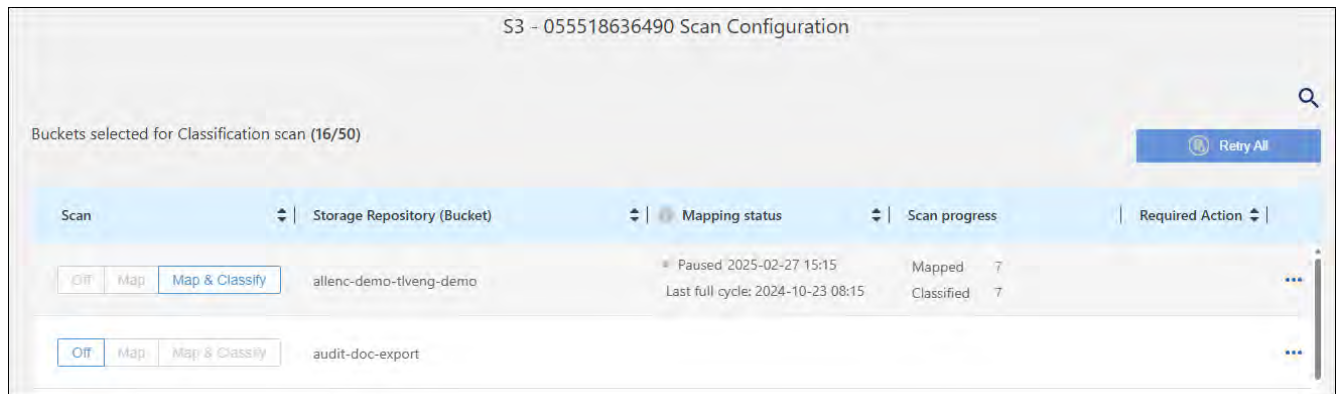 S3 - 055518636490 Scan Configuration
Buckets selected for Classification scan (16/50)
Retry All
Scan Storage Repository (Bucket) Mapping status Scan progress Required Action
Off Map Map & Classify allenc-demo-tlveng-demo Paused 2025-02-27 15:15 Mapped 7
Last full cycle: 2024-10-23 08:15 Classified 7
Off Map Map & Classify audit-doc-export